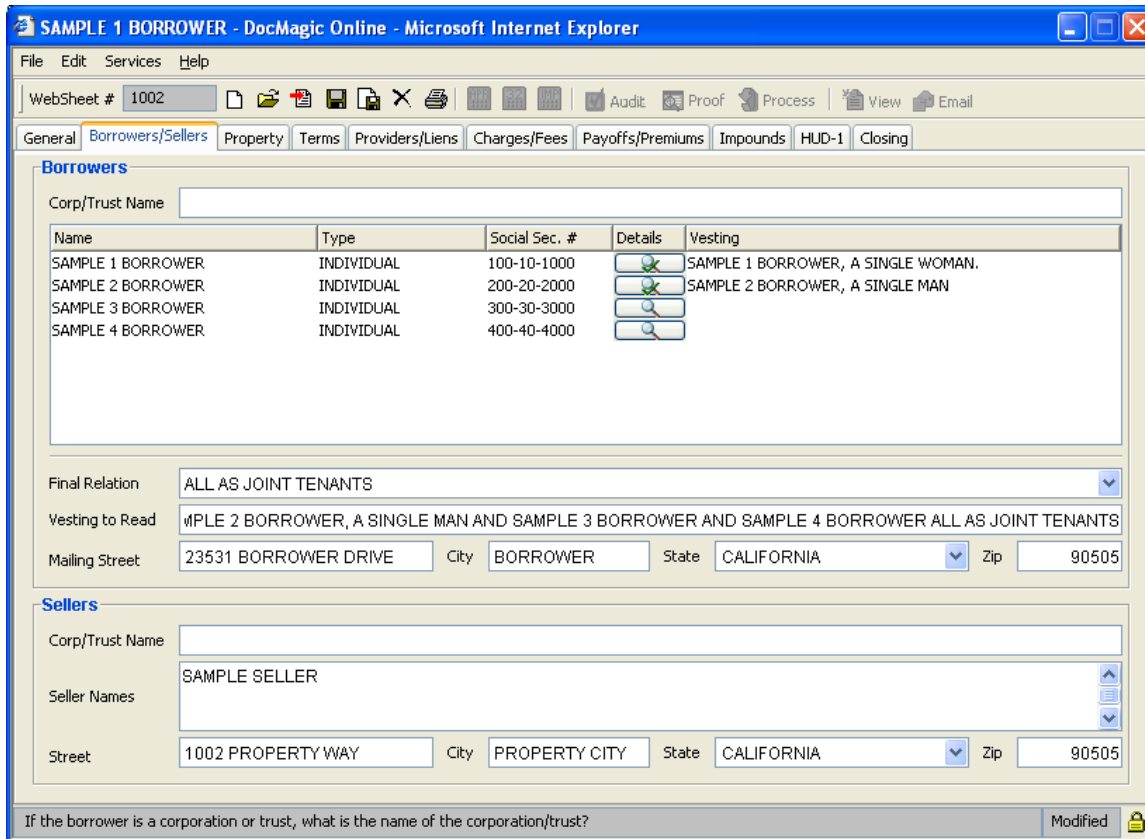 SAMPLE 1 BORROWER - DocMagic Online - Microsoft Internet Explorer
File Edit Services Help
WebSheet # 1002 Audit Proof Process View Email
General Borrowers/Sellers Property Terms Providers/Liens Charges/Fees Payoffs/Premiums Impounds HUD-1 Closing
Borrowers
Corp/Trust Name
Name Type Social Sec. # Details Vesting
SAMPLE 1 BORROWER INDIVIDUAL 100-10-1000 SAMPLE 1 BORROWER, A SINGLE WOMAN.
SAMPLE 2 BORROWER INDIVIDUAL 200-20-2000 SAMPLE 2 BORROWER, A SINGLE MAN
SAMPLE 3 BORROWER INDIVIDUAL 300-30-3000
SAMPLE 4 BORROWER INDIVIDUAL 400-40-4000
Final Relation ALL AS JOINT TENANTS
Vesting to Read MPLE 2 BORROWER, A SINGLE MAN AND SAMPLE 3 BORROWER AND SAMPLE 4 BORROWER ALL AS JOINT TENANTS
Mailing Street 23531 BORROWER DRIVE City BORROWER State CALIFORNIA Zip 90505
Sellers
Corp/Trust Name
Seller Names SAMPLE SELLER
Street 1002 PROPERTY WAY City PROPERTY CITY State CALIFORNIA Zip 90505
If the borrower is a corporation or trust, what is the name of the corporation/trust? Modified